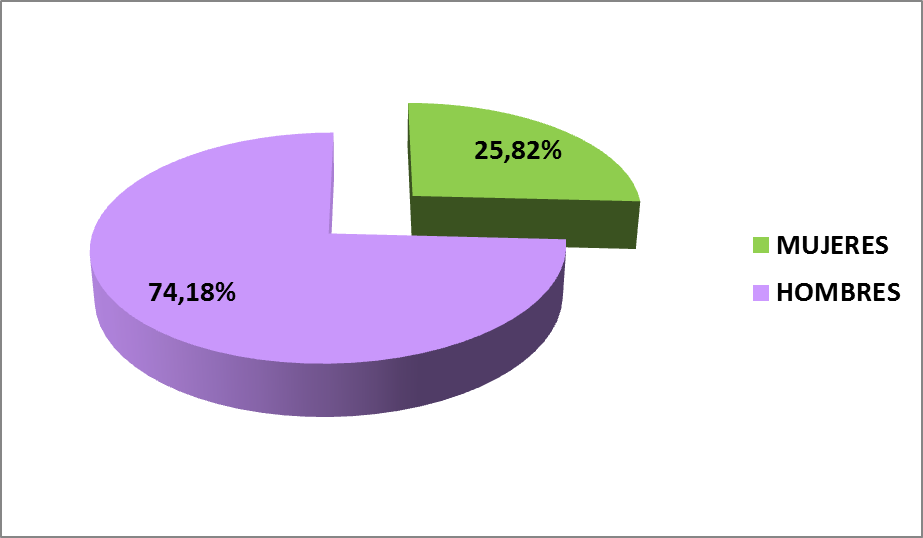 25,82%
74,18%
MUJERES
HOMBRES